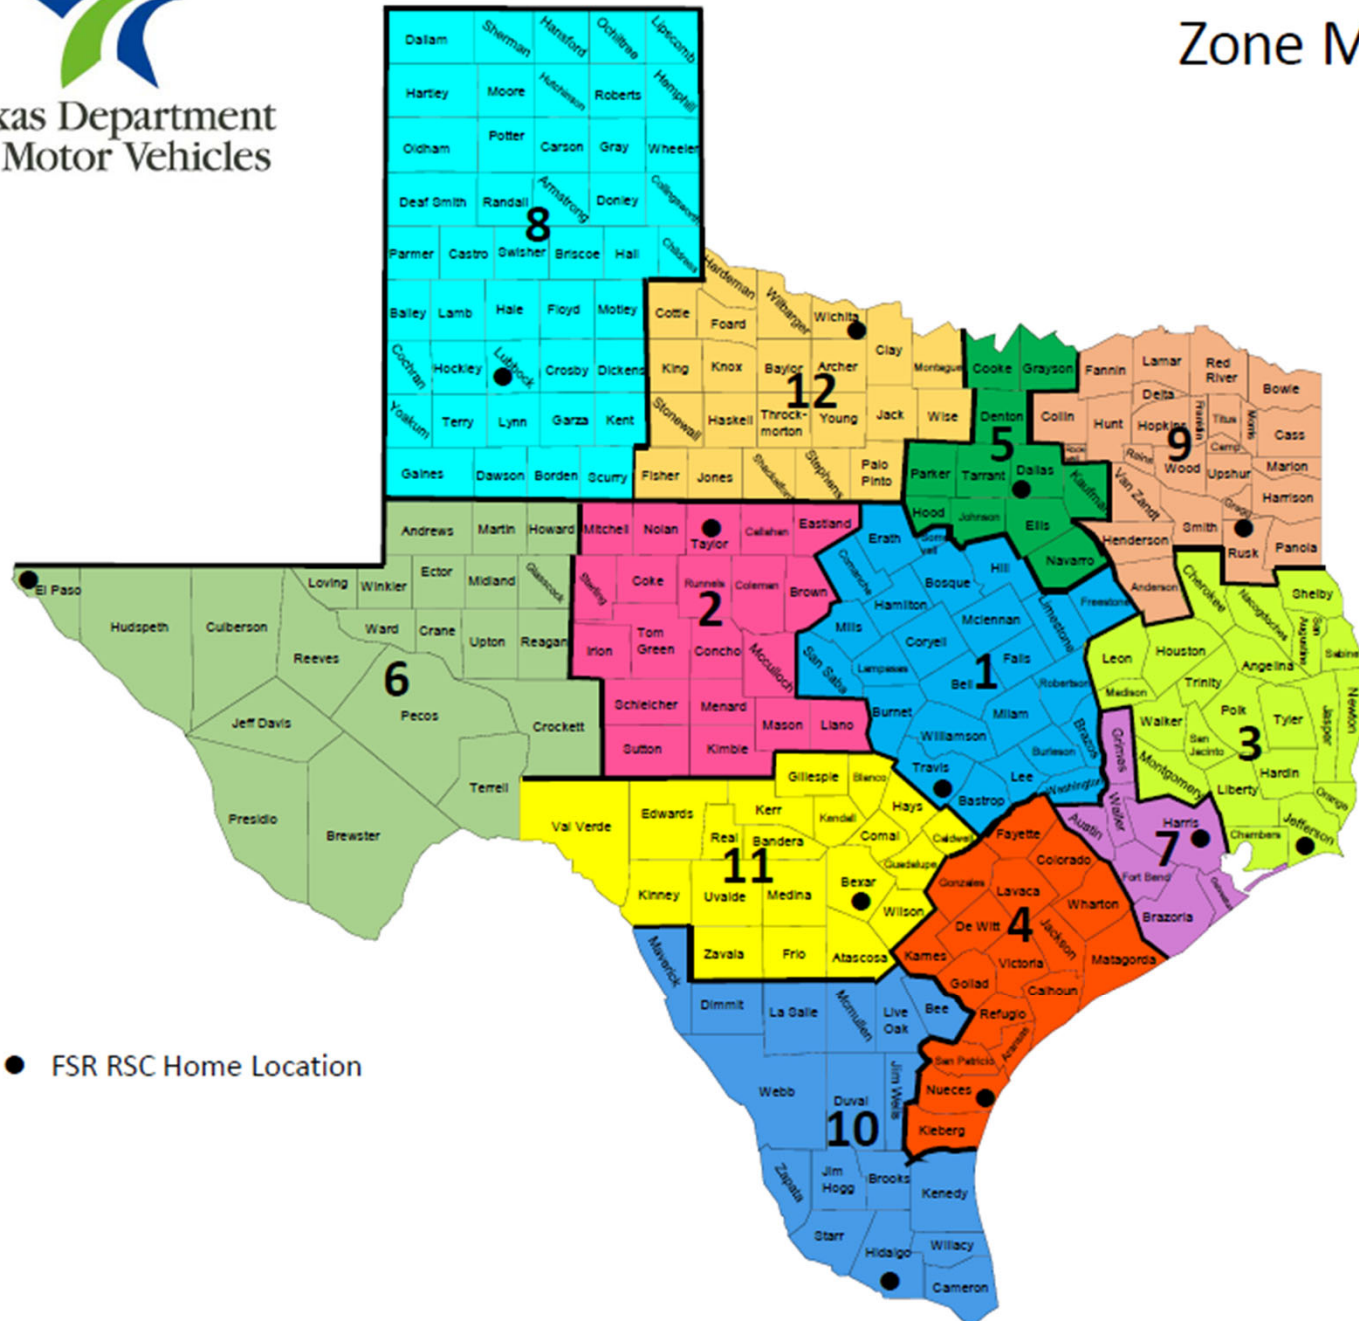 Zone M
xas Department
Motor Vehicles
Dallam
Sherman
Hansford
Ochiltree
Lipscomb
Hartley
Moore
Hutchinson
Roberts
Hemphill
Oldham
Potter
Carson
Gray
Wheeler
Deaf Smith
Randall
Armstrong
Donley
Collingsworth
8
Parmer
Castro
Swisher
Briscoe
Hall
Childress
Bailey
Lamb
Hale
Floyd
Motley
Cochran
Hockley
Lubbock
Crosby
Dickens
Yoakum
Terry
Lynn
Garza
Kent
Gaines
Dawson
Borden
Scurry
Hardeman
Cottle
Foard
Wilbarger
Wichita
Clay
Montague
King
Knox
Baylor
Archer
12
Stonewall
Haskell
Throck-
morton
Young
Jack
Wise
Fisher
Jones
Shackelford
Stephens
Palo
Pinto
Cooke
Grayson
Denton
5
Parker
Tarrant
Dallas
Kaufman
Hood
Johnson
Ellis
Navarro
Fannin
Lamar
Red
River
Bowie
Collin
Hunt
Delta
Hopkins
Franklin
Titus
Morris
Cass
9
Rains
Wood
Camp
Upshur
Marion
Van Zandt
Harrison
Smith
Gregg
Henderson
Rusk
Panola
Anderson
Andrews
Martin
Howard
El Paso
Hudspeth
Culberson
Loving
Winkler
Ector
Midland
Glasscock
Reeves
Ward
Crane
Upton
Reagan
6
Jeff Davis
Pecos
Crockett
Terrell
Presidio
Brewster
Mitchell
Nolan
Taylor
Callahan
Eastland
Sterling
Coke
Runnels
Coleman
Brown
2
Irion
Tom
Green
Concho
Mcculloch
Schleicher
Menard
Mason
Llano
Sutton
Kimble
Erath
Some
vell
Comanche
Bosque
Hill
Hamilton
Mclennan
Limestone
Freestone
Mills
Coryell
Falls
San Saba
Lampasas
Bell
1
Robertson
Burnet
Milam
Williamson
Burleson
Brazos
Travis
Lee
Bastrop
Washington
Cherokee
Nacogdoches
Shelby
San
Augustine
Sabine
Leon
Houston
Angelina
Madison
Trinity
Walker
Polk
Tyler
Jasper
Newton
San
Jacinto
3
Montgomery
Hardin
Liberty
Orange
Chambers
Jefferson
Grimes
Waller
Austin
Harris
7
Fort Bend
Galveston
Brazoria
Val Verde
Edwards
Gillespie
Blanco
Kerr
Kendall
Hays
Real
Bandera
Comal
Caldwell
11
Guadalupe
Kinney
Uvalde
Medina
Bexar
Wilson
Zavala
Frio
Atascosa
Fayette
Colorado
Gonzales
Lavaca
Wharton
De Witt
4
Jackson
Karnes
Victoria
Matagorda
Goliad
Calhoun
Refugio
Aransas
San Patricio
Nueces
Kleberg
Maverick
Dimmit
La Salle
Mcmullen
Live
Oak
Bee
Webb
Duval
Jim Wells
10
Zapata
Jim
Hogg
Brooks
Kenedy
Starr
Hidalgo
Willacy
Cameron
FSR RSC Home Location